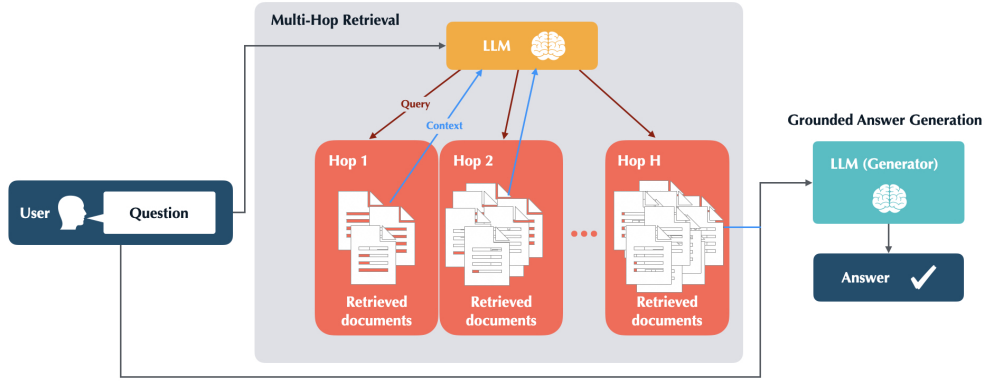 Multi-Hop Retrieval
LLM
Query
Context
Hop 1
Hop 2
Hop H
Retrieved
documents
Retrieved
documents
Retrieved
documents
User
Question
Grounded Answer Generation
LLM (Generator)
Answer